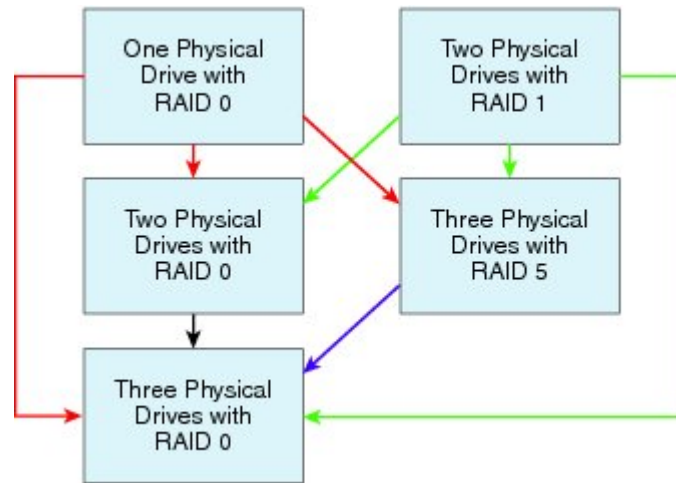 One Physical
Drive with
RAID 0
Two Physical
Drives with
RAID 1
Two Physical
Drives with
RAID 0
Three Physical
Drives with
RAID 5
Three Physical
Drives with
RAID 0